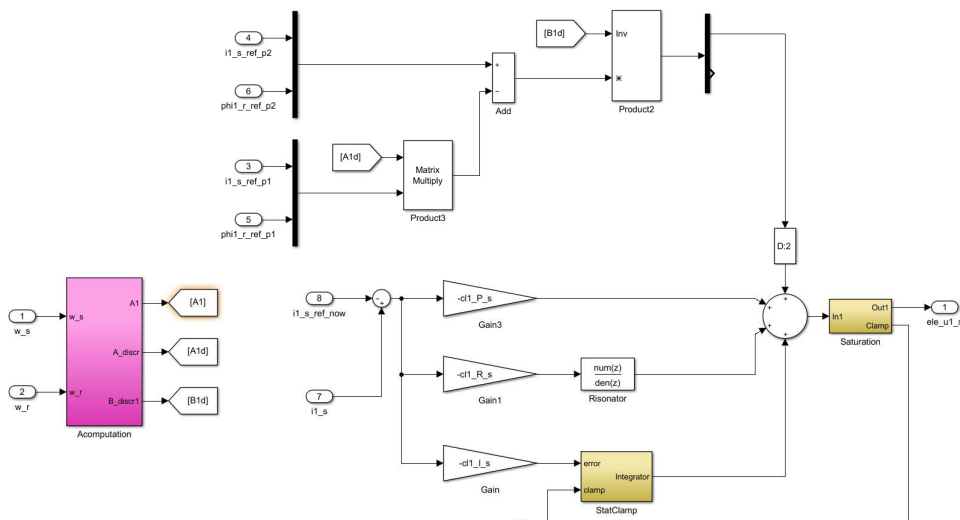 4
i1_s_ref_p2
6
phi1_r_ref_p2
+
−
Add
[B1d]
Inv
Product2
3
i1_s_ref_p1
5
phi1_r_ref_p1
[A1d]
Matrix
Multiply
Product3
D:2
1
w_s
2
w_r
w_s
w_r
A1
A_discr
B_discr1
Acomputation
[A1]
[A1d]
[B1d]
8
i1_s_ref_now
−
+
7
i1_s
-cl1_P_s
Gain3
-cl1_R_s
Gain1
num(z)
den(z)
Risonator
-cl1_I_s
Gain
error
clamp
Integrator
StatClamp
+
+
+
+
In1
Out1
Clamp
Saturation
1
ele_u1_s